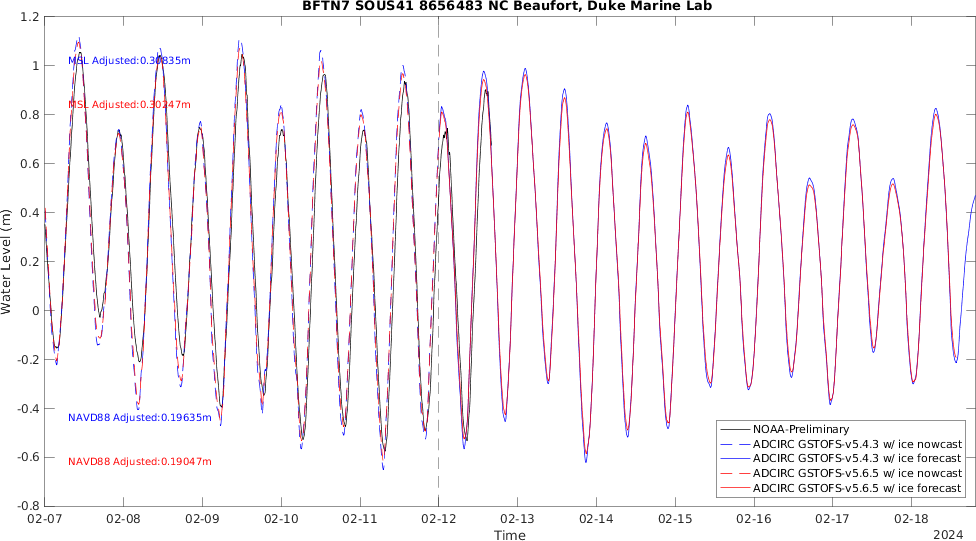 BFTN7 SOUS41 8656483 NC Beaufort, Duke Marine Lab
1.2
1
0.8
0.6
0.4
0.2
0
-0.2
-0.4
-0.6
-0.8
Water Level (m)
MSL Adjusted:0.30835m
MSL Adjusted:0.30247m
NAVD88 Adjusted:0.19635m
NAVD88 Adjusted:0.19047m
NOAA-Preliminary
ADCIRC GSTOFS-v5.4.3 w/ ice nowcast
ADCIRC GSTOFS-v5.4.3 w/ ice forecast
ADCIRC GSTOFS-v5.6.5 w/ ice nowcast
ADCIRC GSTOFS-v5.6.5 w/ ice forecast
02-07 02-08 02-09 02-10 02-11 02-12 02-13 02-14 02-15 02-16 02-17 02-18
Time
2024